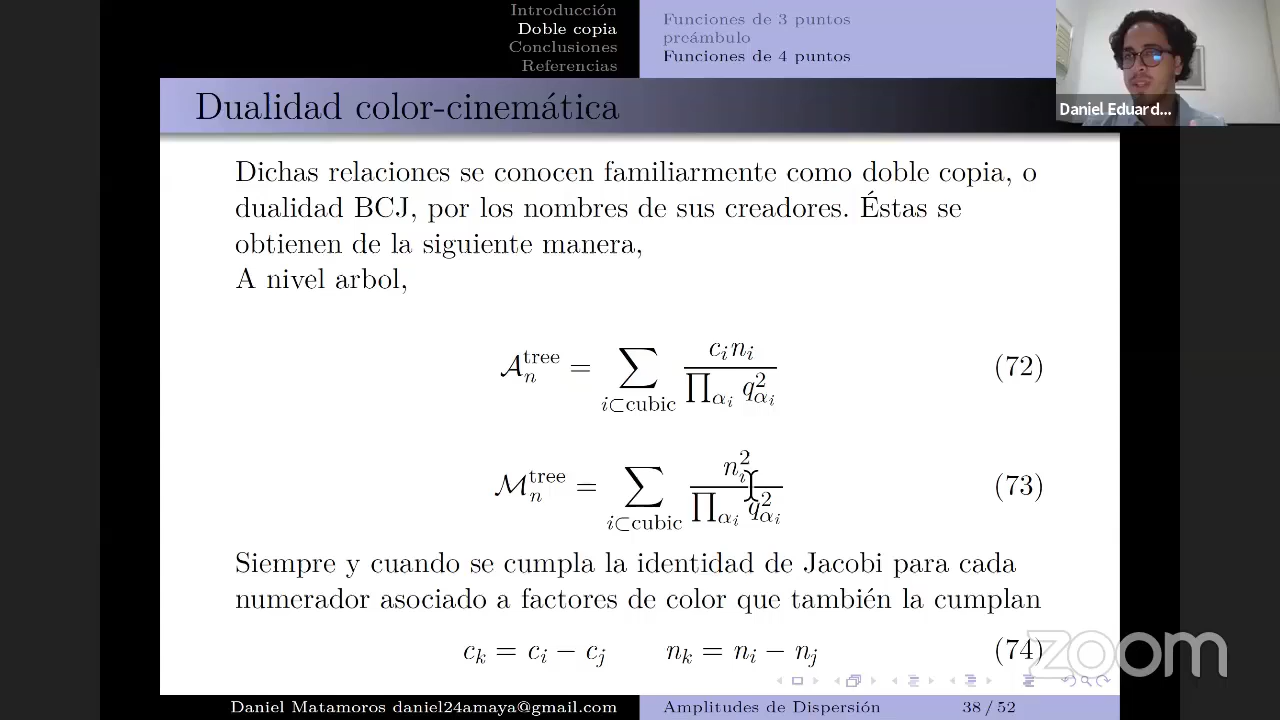 Introducción
Doble copia
Conclusiones
Referencias
Funciones de 3 puntos
preámbulo
Funciones de 4 puntos
Daniel Eduard...
Dualidad color-cinemática
Dichas relaciones se conocen familiarmente como doble copia, o
dualidad BCJ, por los nombres de sus creadores. Éstas se
obtienen de la siguiente manera,
A nivel arbol,
𝒜ₙ^tree = ∑_{i⊂cubic} c_i n_i / ∏_{α_i} q²_{α_i} (72)
ℳₙ^tree = ∑_{i⊂cubic} n_i² / ∏_{α_i} q²_{α_i} (73)
Siempre y cuando se cumpla la identidad de Jacobi para cada
numerador asociado a factores de color que también la cumplan
c_k = c_i − c_j n_k = n_i − n_j (74)
zoom
Daniel Matamoros daniel24amaya@gmail.com Amplitudes de Dispersión 38 / 52